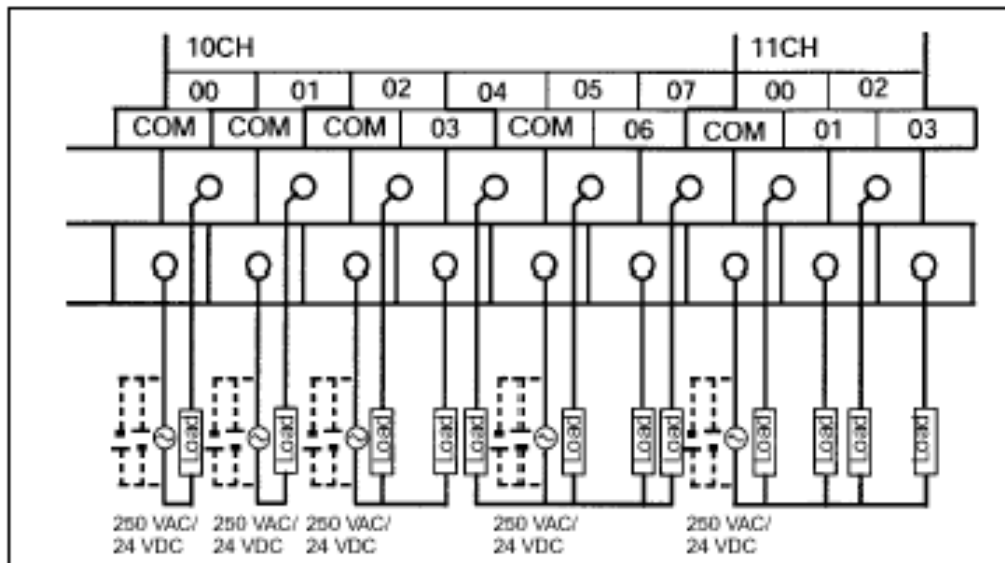 10CH 11CH
00 01 02 04 05 07 00 02
COM COM COM 03 COM 06 COM 01 03
Load Load Load Load Load Load Load Load Load Load Load Load
250 VAC/ 250 VAC/ 250 VAC/ 250 VAC/ 250 VAC/
24 VDC 24 VDC 24 VDC 24 VDC 24 VDC